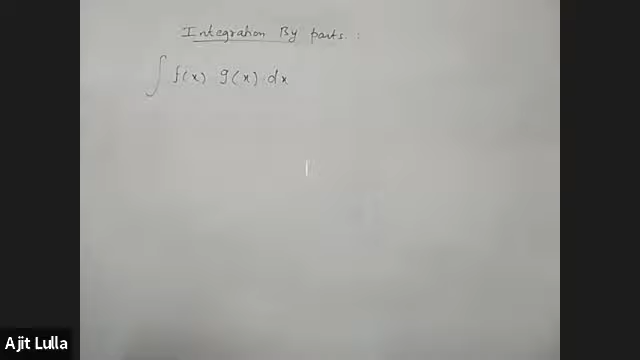 Integration By parts :
∫ f(x) g(x) dx
Ajit Lulla